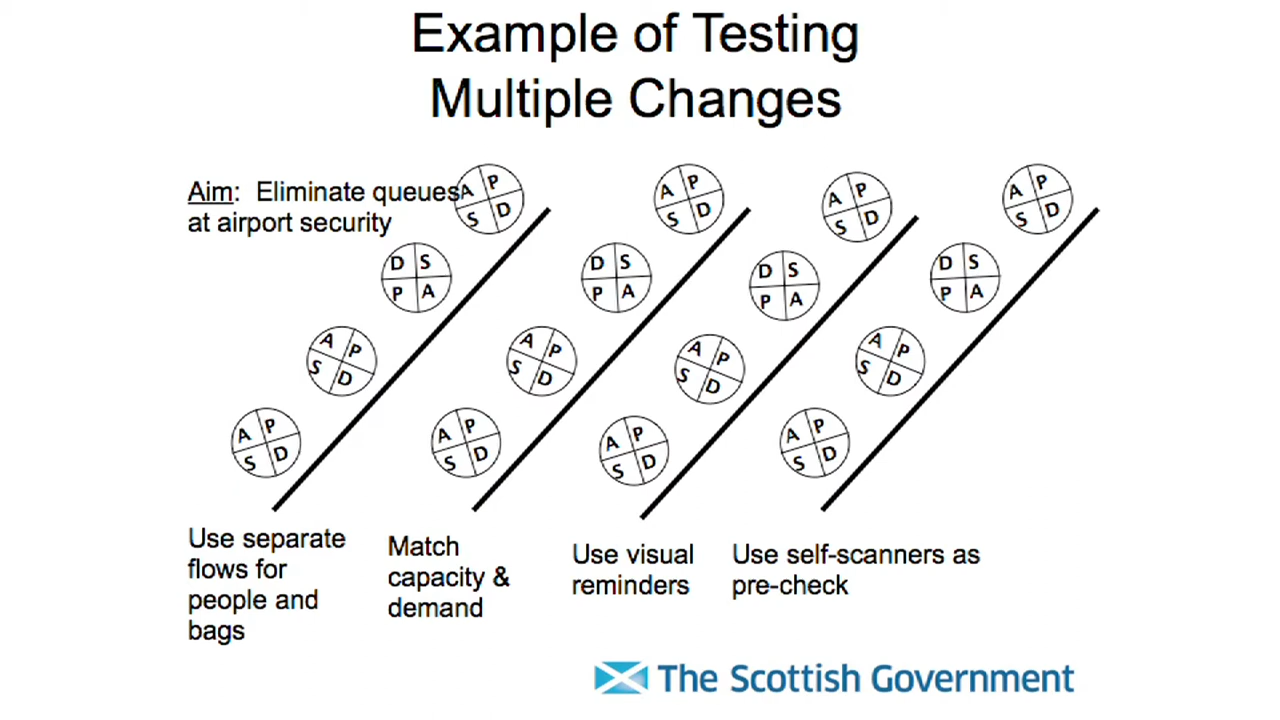 Example of Testing
Multiple Changes
Aim: Eliminate queues
at airport security
A P
S D
A P
S D
A P
S D
A P
S D
D S
P A
D S
P A
D S
P A
D S
P A
A P
S D
A P
S D
A P
S D
A P
S D
A P
S D
A P
S D
A P
S D
A P
S D
Use separate
flows for
people and
bags
Match
capacity &
demand
Use visual
reminders
Use self-scanners as
pre-check
The Scottish Government